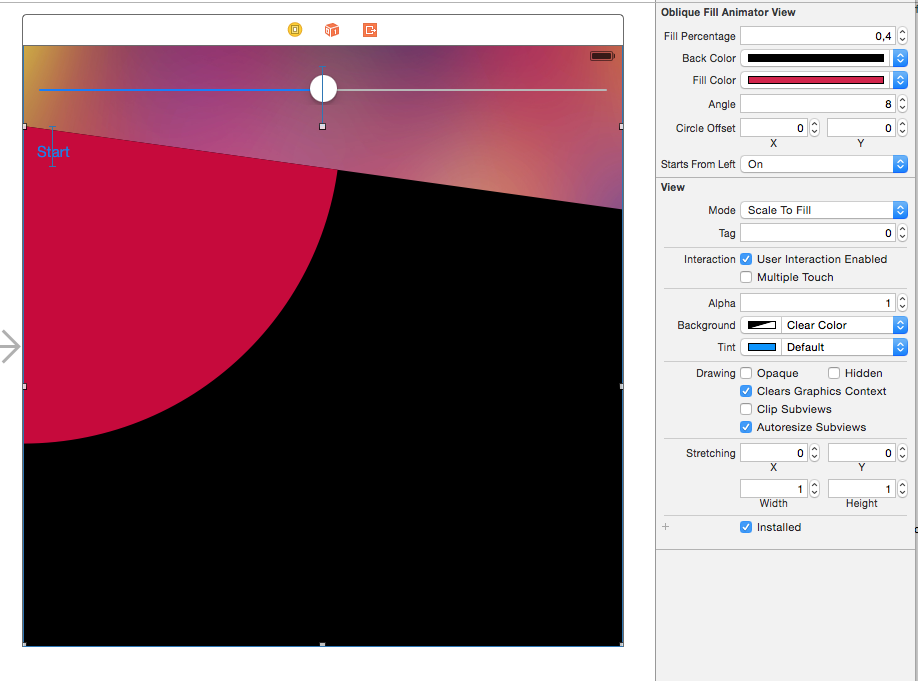 Start
Oblique Fill Animator View
Fill Percentage 0,4
Back Color
Fill Color
Angle 8
Circle Offset 0 0
X Y
Starts From Left On
View
Mode Scale To Fill
Tag 0
Interaction User Interaction Enabled
Multiple Touch
Alpha 1
Background Clear Color
Tint Default
Drawing Opaque Hidden
Clears Graphics Context
Clip Subviews
Autoresize Subviews
Stretching 0 0
X Y
1 1
Width Height
+ Installed